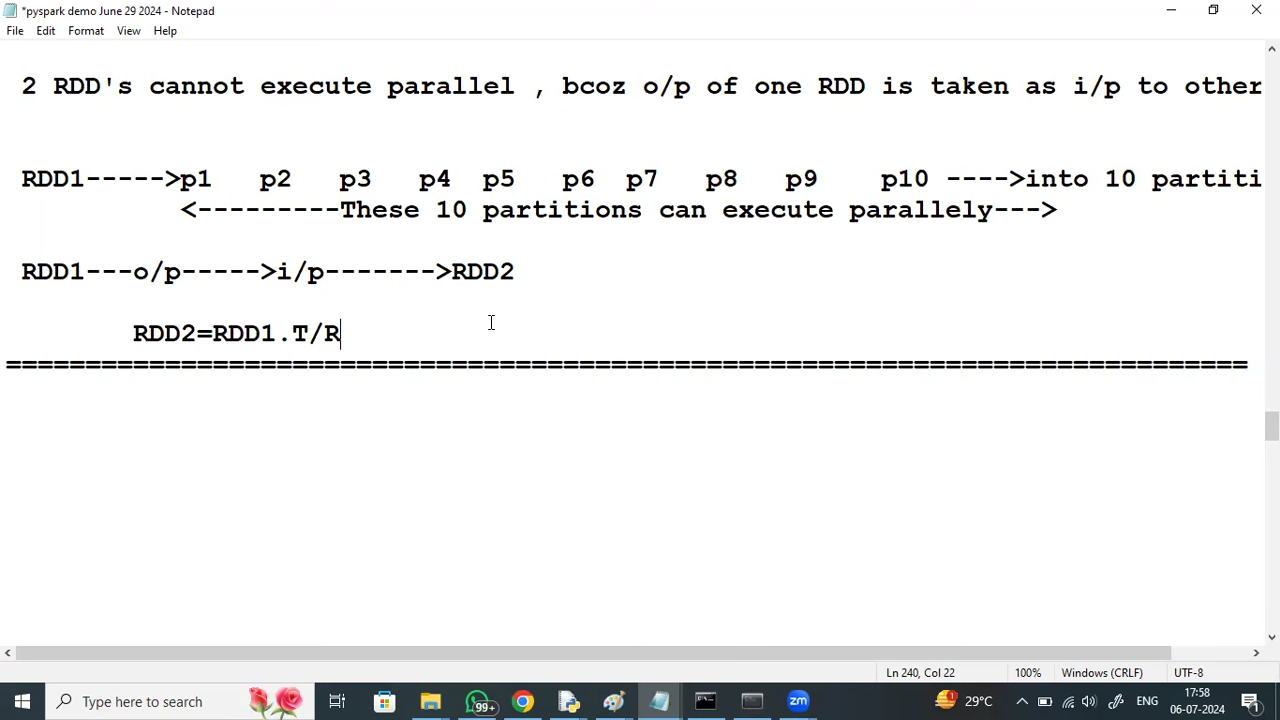 *pyspark demo June 29 2024 - Notepad
File Edit Format View Help
2 RDD's cannot execute parallel , bcoz o/p of one RDD is taken as i/p to other
RDD1----->p1 p2 p3 p4 p5 p6 p7 p8 p9 p10 ---->into 10 partiti
<---------These 10 partitions can execute parallely--->
RDD1---o/p----->i/p------->RDD2
RDD2=RDD1.T/R
==============================================================================
Ln 240, Col 22 100% Windows (CRLF) UTF-8
Type here to search 99+ 29°C ENG 17:58 06-07-2024 1